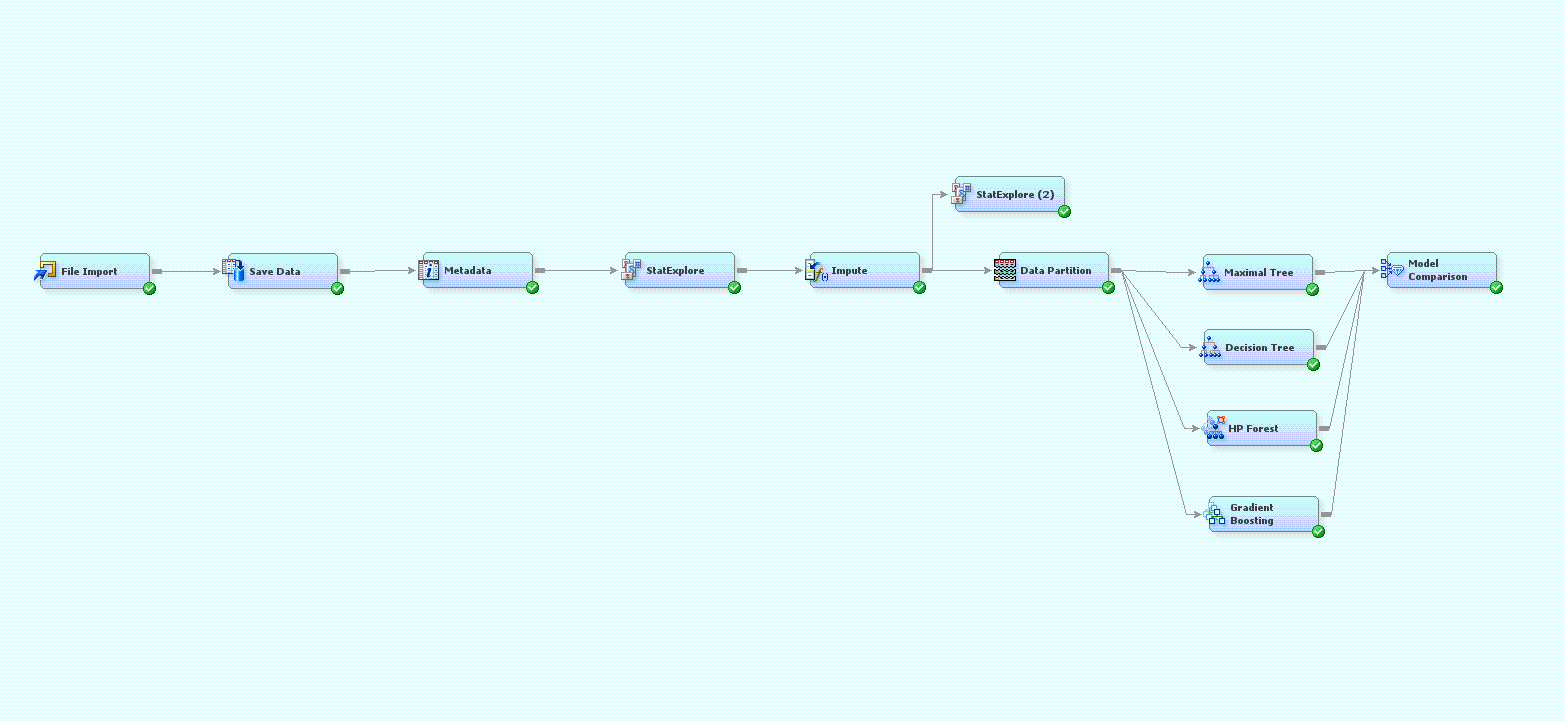 StatExplore (2)
File Import
Save Data
Metadata
StatExplore
Impute
Data Partition
Maximal Tree
Model
Comparison
Decision Tree
HP Forest
Gradient
Boosting